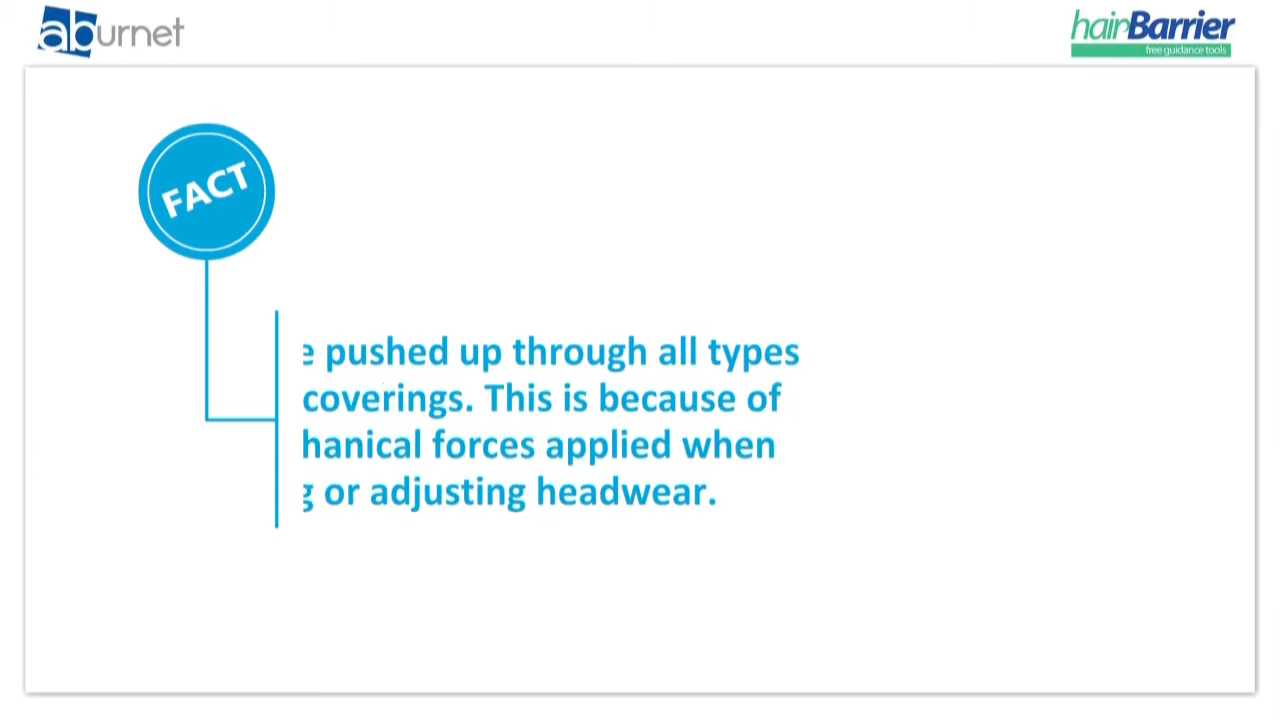 aburnet
hairBarrier
free guidance tools
FACT
pushed up through all types
coverings. This is because of
hanical forces applied when
g or adjusting headwear.